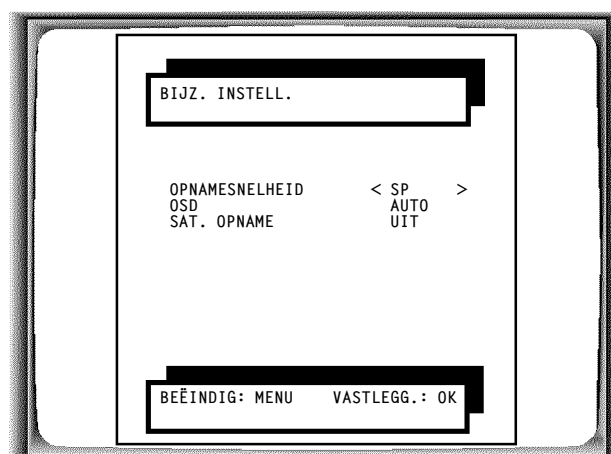 BIJZ. INSTELL.
OPNAMESNELHEID < SP >
OSD AUTO
SAT. OPNAME UIT
BEËINDIG: MENU VASTLEGG.: OK